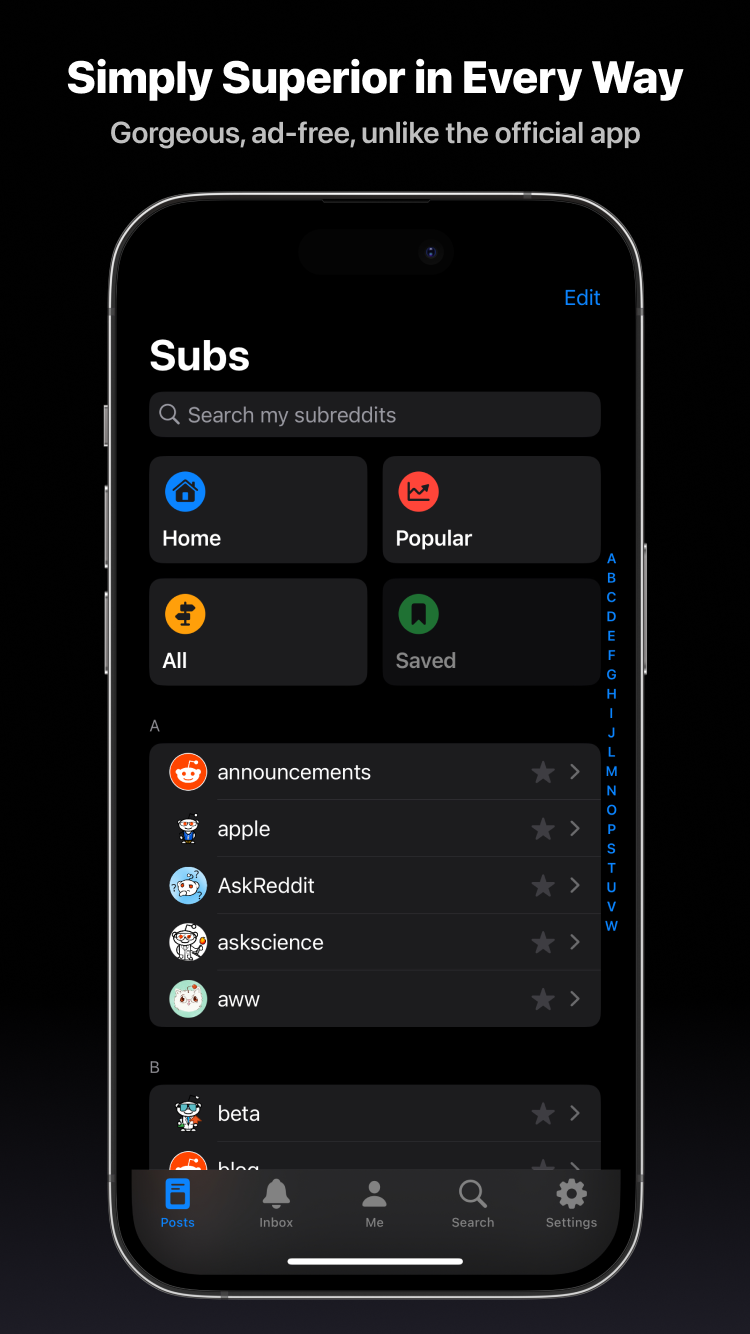 Simply Superior in Every Way
Gorgeous, ad-free, unlike the official app
Edit
Subs
Search my subreddits
Home
Popular
All
Saved
A
announcements
apple
AskReddit
askscience
aww
B
beta
blog
A
B
C
D
E
F
G
H
I
J
L
M
N
O
P
S
T
U
V
W
Posts
Inbox
Me
Search
Settings